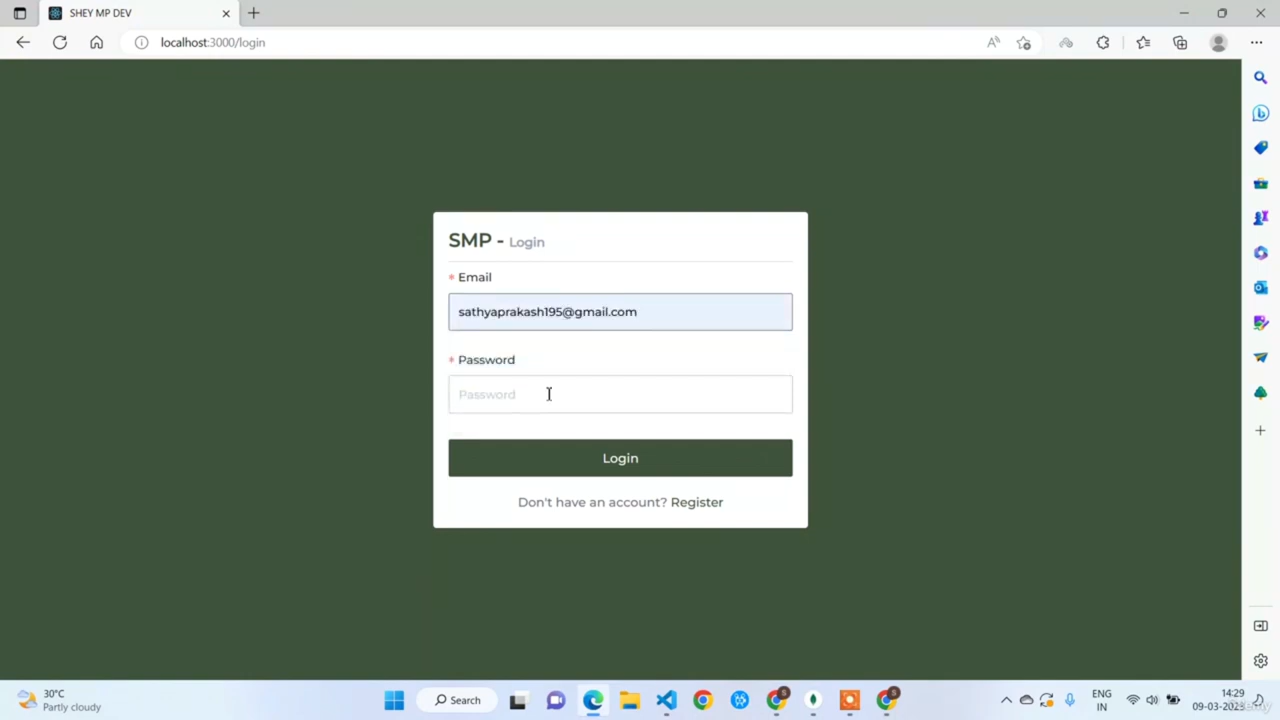 SHEY MP DEV
localhost:3000/login
SMP - Login
* Email
sathyaprakash195@gmail.com
* Password
Password
Login
Don't have an account? Register
30°C
Partly cloudy
Search
ENG
IN
14:29
09-03-2023